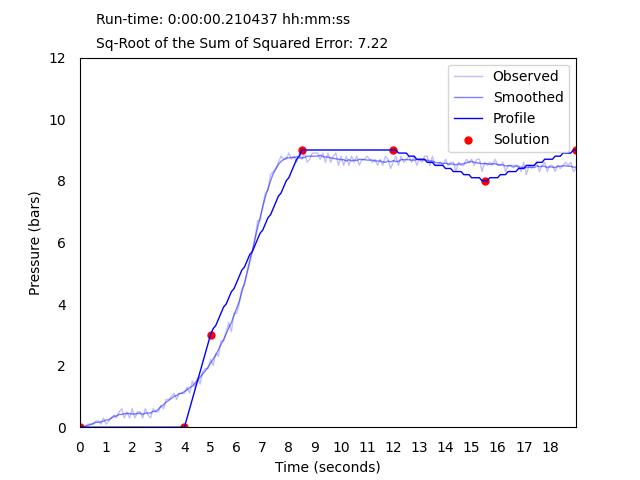 Run-time: 0:00:00.210437 hh:mm:ss
Sq-Root of the Sum of Squared Error: 7.22
Observed
Smoothed
Profile
Solution
Pressure (bars)
12
10
8
6
4
2
0
0 1 2 3 4 5 6 7 8 9 10 11 12 13 14 15 16 17 18
Time (seconds)